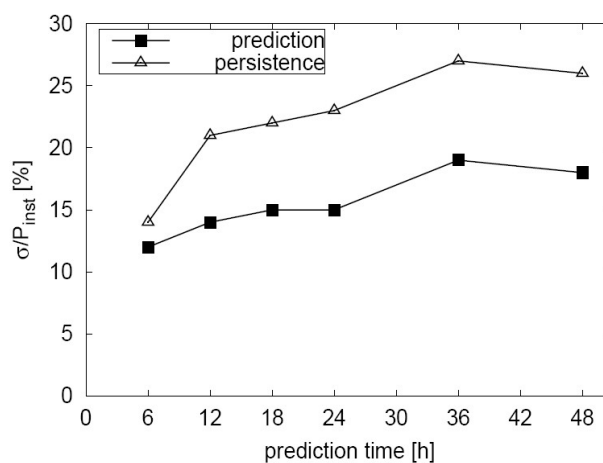 30
25
20
15
10
5
0
σ/P_inst [%]
prediction
persistence
0 6 12 18 24 30 36 42 48
prediction time [h]